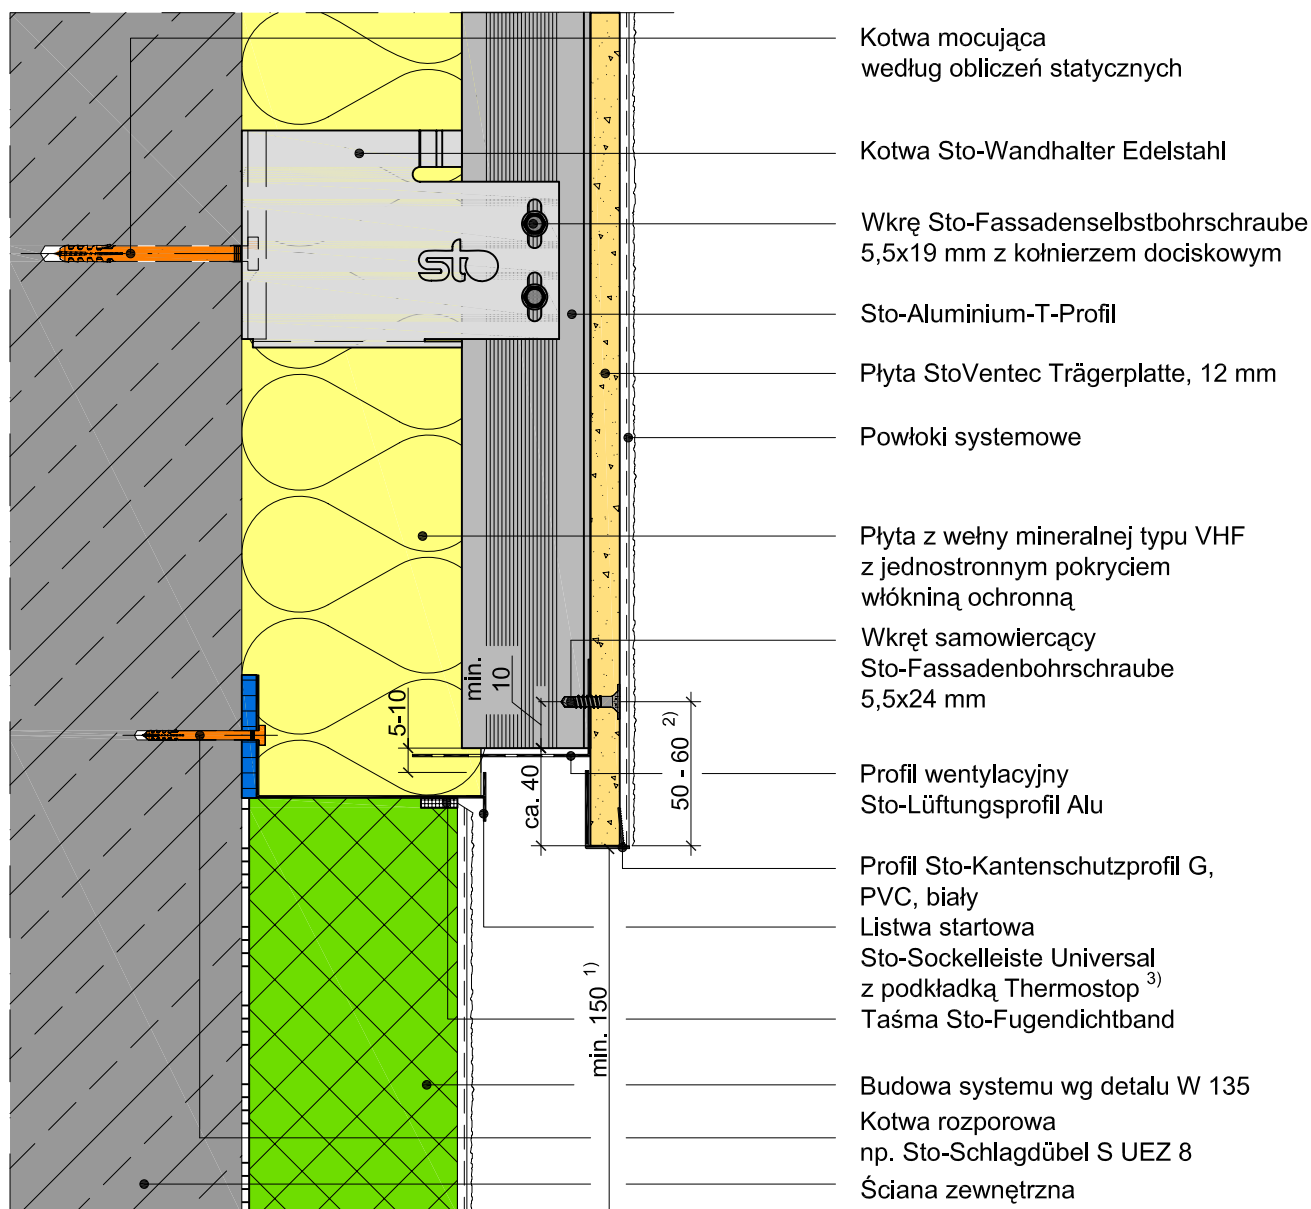 Kotwa mocująca
według obliczeń statycznych
Kotwa Sto-Wandhalter Edelstahl
Wkrę Sto-Fassadenselbstbohrschraube
5,5x19 mm z kołnierzem dociskowym
sto
Sto-Aluminium-T-Profil
Płyta StoVentec Trägerplatte, 12 mm
Powłoki systemowe
Płyta z wełny mineralnej typu VHF
z jednostronnym pokryciem
włókniną ochronną
Wkręt samowiercący
Sto-Fassadenbohrschraube
5,5x24 mm
min.
10
5-10
ca. 40
50 - 60 2)
Profil wentylacyjny
Sto-Lüftungsprofil Alu
Profil Sto-Kantenschutzprofil G,
PVC, biały
Listwa startowa
Sto-Sockelleiste Universal
z podkładką Thermostop 3)
Taśma Sto-Fugendichtband
min. 150 1)
Budowa systemu wg detalu W 135
Kotwa rozporowa
np. Sto-Schlagdübel S UEZ 8
Ściana zewnętrzna